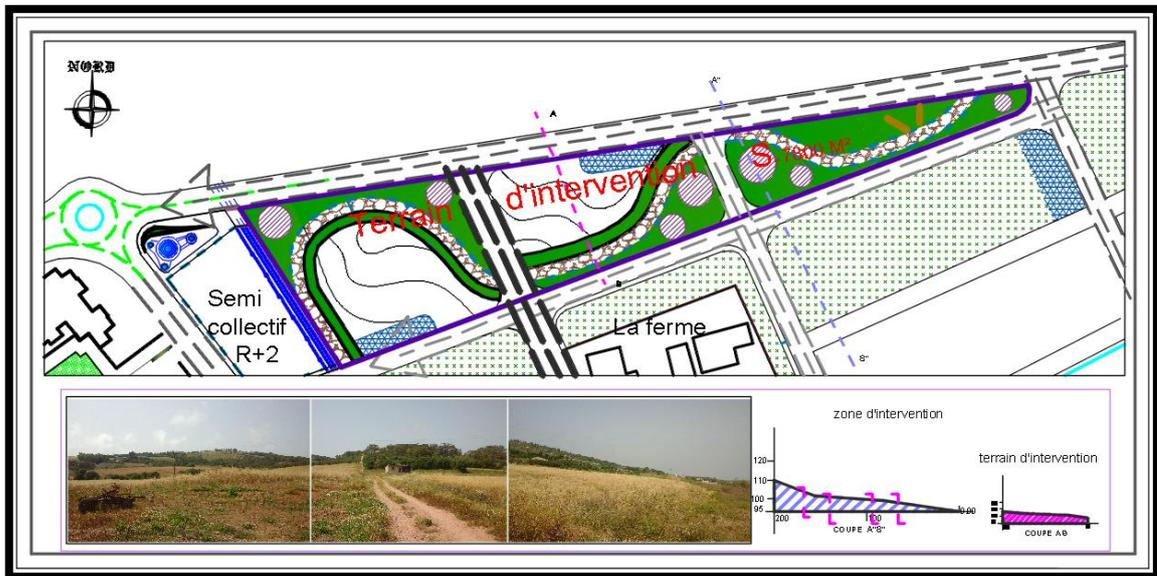 NORD
A
A"
Terrain
d'intervention
S 7800 M²
Semi
collectif
R+2
La ferme
B
zone d'intervention
120
110
100
95
200
100
0.00
COUPE A"B"
terrain d'intervention
COUPE AB